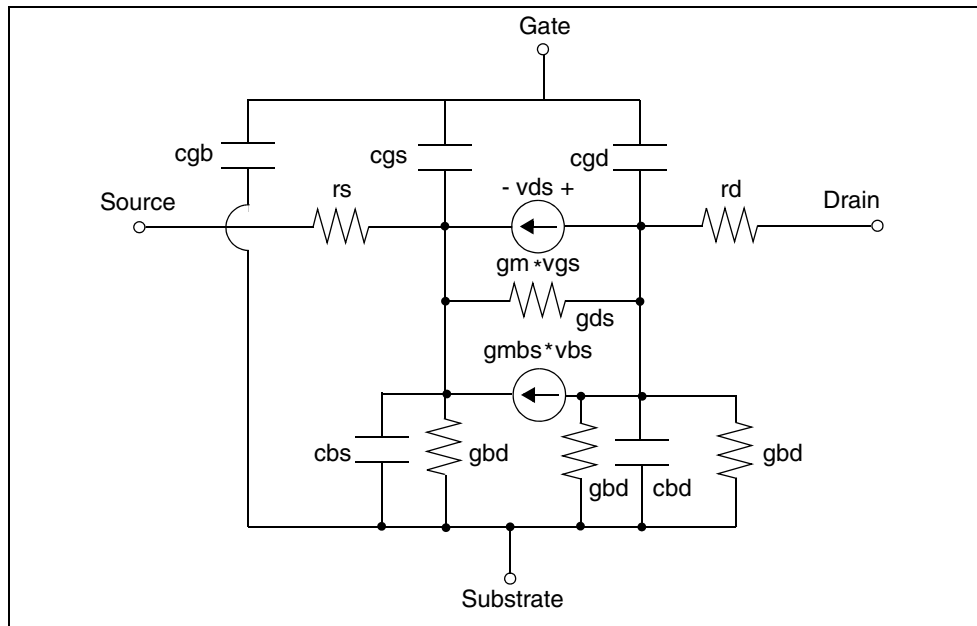 Gate
cgb
cgs
cgd
Source
rs
- vds +
rd
Drain
gm*vgs
gds
gmbs*vbs
cbs
gbd
gbd
cbd
gbd
Substrate